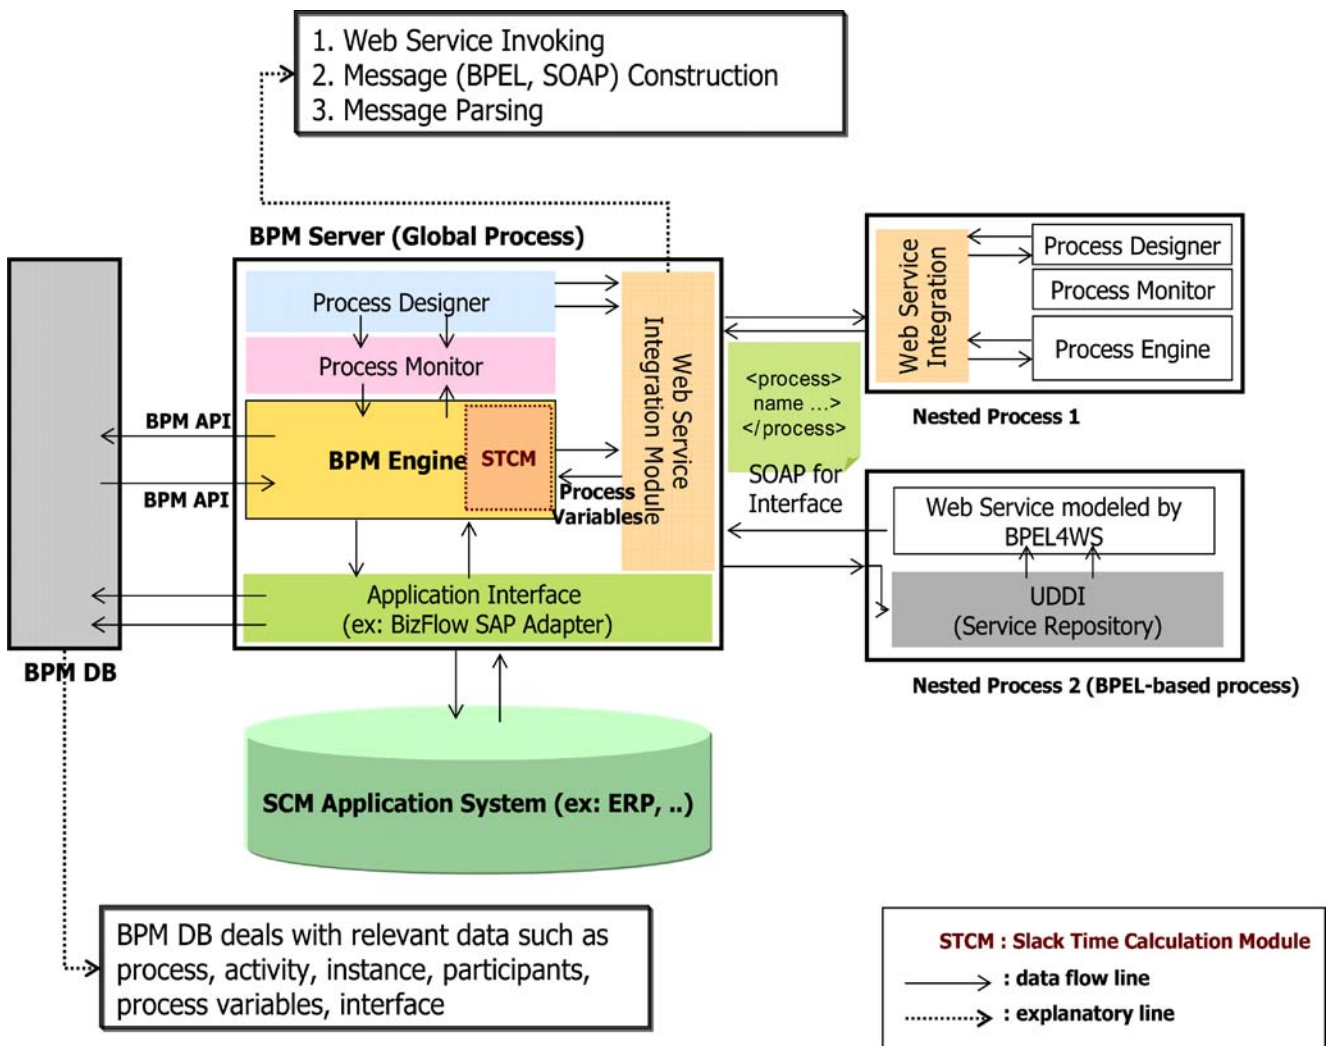 1. Web Service Invoking
2. Message (BPEL, SOAP) Construction
3. Message Parsing
BPM Server (Global Process)
Process Designer
Process Monitor
BPM Engine
STCM
Process
Variables
Web Service
Integration Module
Application Interface
(ex: BizFlow SAP Adapter)
BPM API
BPM API
BPM DB
<process>
name ...>
</process>
SOAP for
Interface
Web Service
Integration
Process Designer
Process Monitor
Process Engine
Nested Process 1
Web Service modeled by
BPEL4WS
UDDI
(Service Repository)
Nested Process 2 (BPEL-based process)
SCM Application System (ex: ERP, ..)
BPM DB deals with relevant data such as
process, activity, instance, participants,
process variables, interface
STCM : Slack Time Calculation Module
: data flow line
: explanatory line